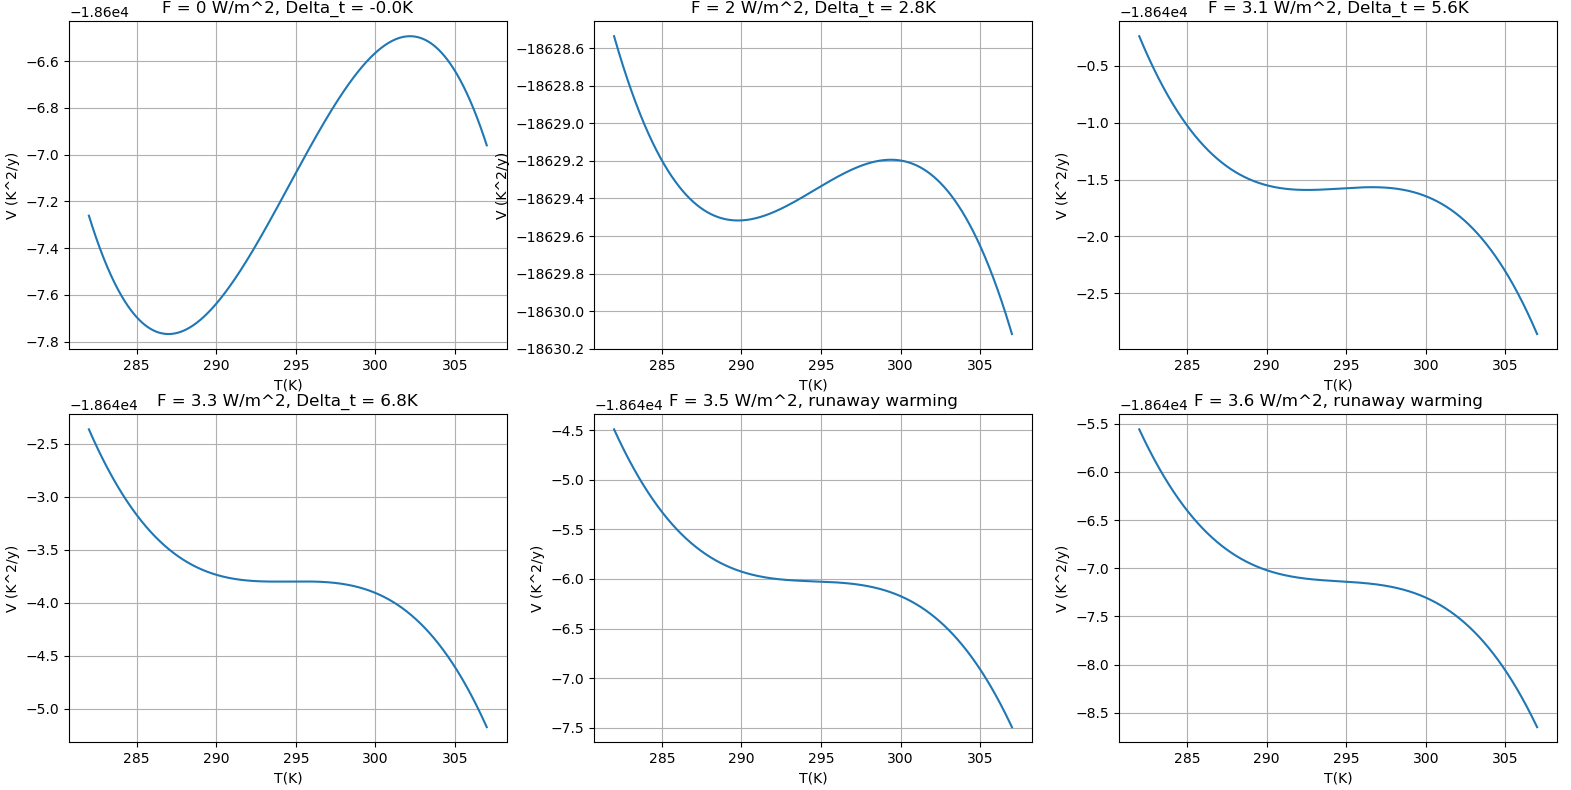 F = 0 W/m^2, Delta_t = -0.0K
−1.86e4
V (K^2/y)
−6.6
−6.8
−7.0
−7.2
−7.4
−7.6
−7.8
285 290 295 300 305
T(K)
F = 2 W/m^2, Delta_t = 2.8K
V (K^2/y)
−18628.6
−18628.8
−18629.0
−18629.2
−18629.4
−18629.6
−18629.8
−18630.0
−18630.2
285 290 295 300 305
T(K)
F = 3.1 W/m^2, Delta_t = 5.6K
−1.864e4
V (K^2/y)
−0.5
−1.0
−1.5
−2.0
−2.5
285 290 295 300 305
T(K)
F = 3.3 W/m^2, Delta_t = 6.8K
−1.864e4
V (K^2/y)
−2.5
−3.0
−3.5
−4.0
−4.5
−5.0
285 290 295 300 305
T(K)
−1.864e4 F = 3.5 W/m^2, runaway warming
V (K^2/y)
−4.5
−5.0
−5.5
−6.0
−6.5
−7.0
−7.5
285 290 295 300 305
T(K)
−1.864e4 F = 3.6 W/m^2, runaway warming
V (K^2/y)
−5.5
−6.0
−6.5
−7.0
−7.5
−8.0
−8.5
285 290 295 300 305
T(K)